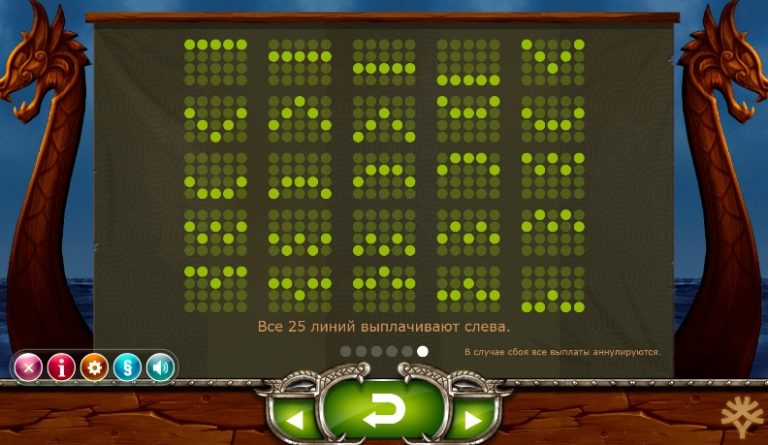 Все 25 линий выплачивают слева.
В случае сбоя все выплаты аннулируются.
i
§